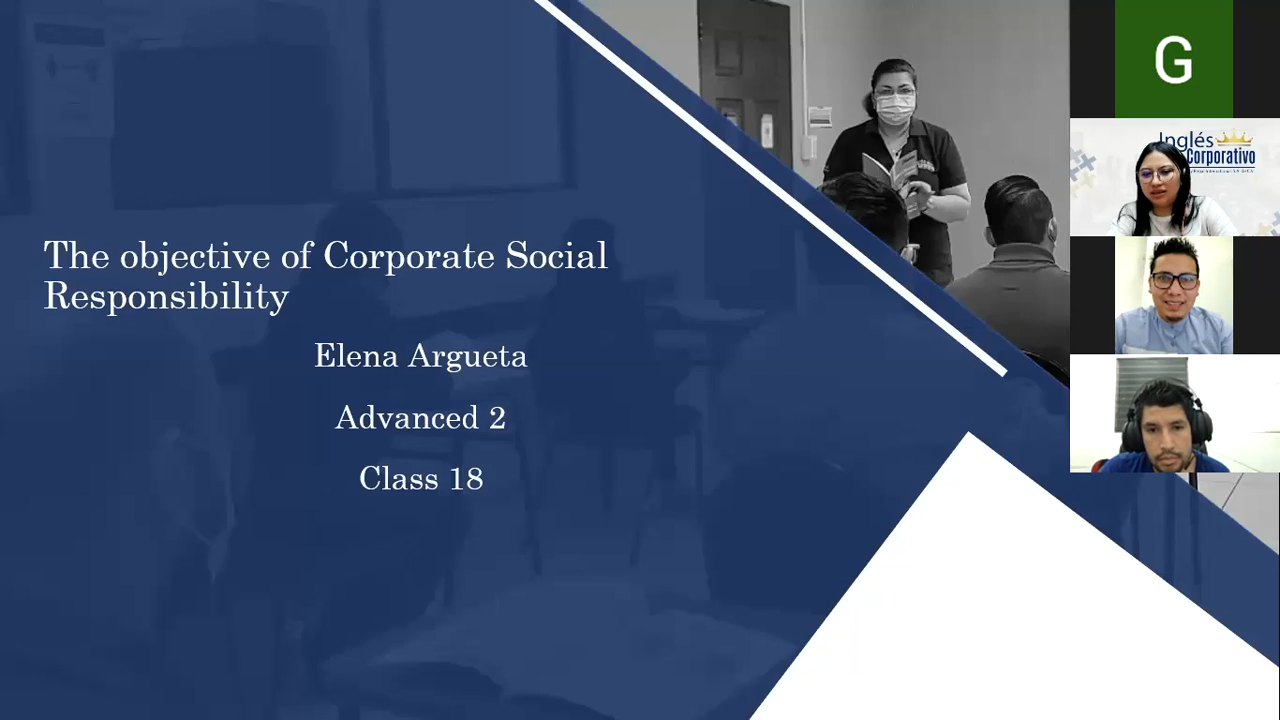 The objective of Corporate Social
Responsibility
Elena Argueta
Advanced 2
Class 18
G
Inglés
Corporativo